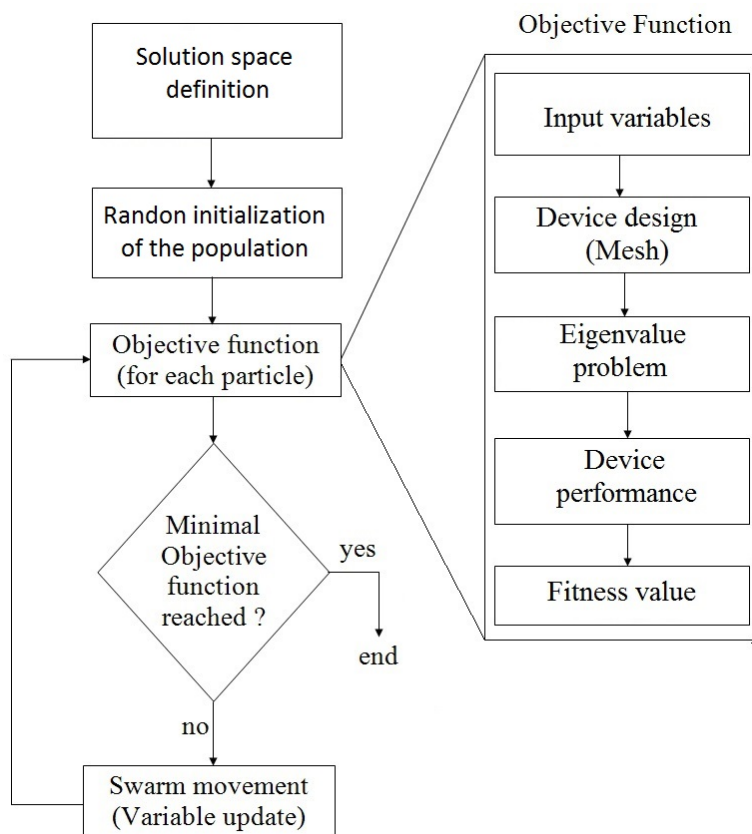 Solution space
definition
Randon initialization
of the population
Objective function
(for each particle)
Minimal
Objective
function
reached ?
yes
end
no
Swarm movement
(Variable update)
Objective Function
Input variables
Device design
(Mesh)
Eigenvalue
problem
Device
performance
Fitness value